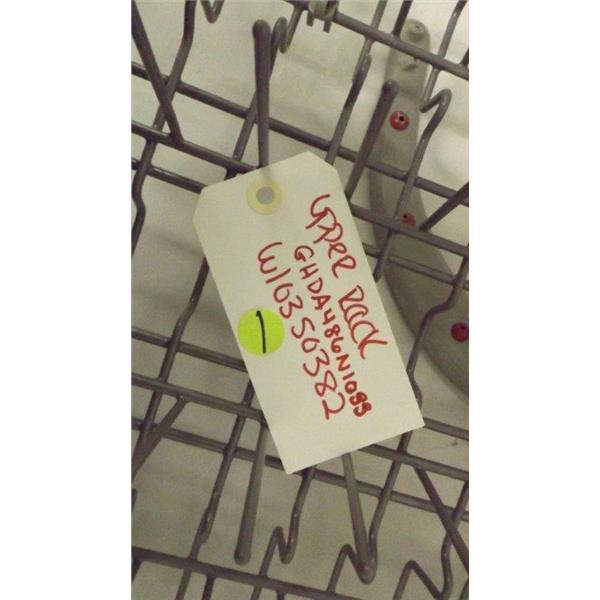 UPPER RACK
GHDA486N10SS
W10350382
1